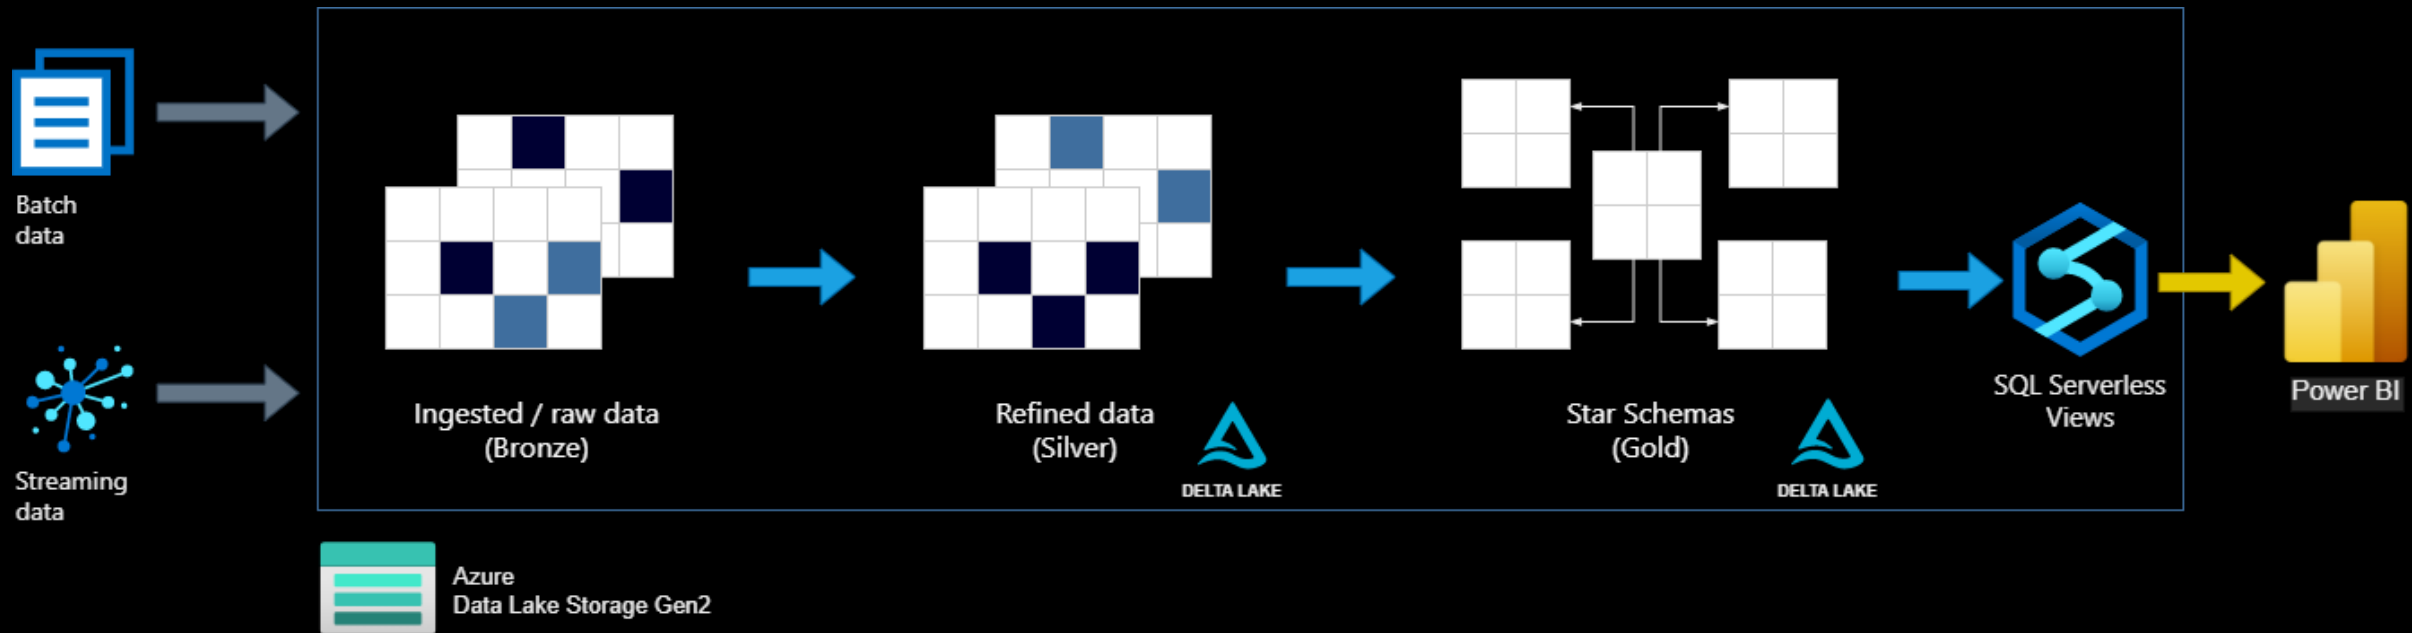 Batch
data
Streaming
data
Ingested / raw data
(Bronze)
Refined data
(Silver)
DELTA LAKE
Star Schemas
(Gold)
DELTA LAKE
SQL Serverless
Views
Power BI
Azure
Data Lake Storage Gen2